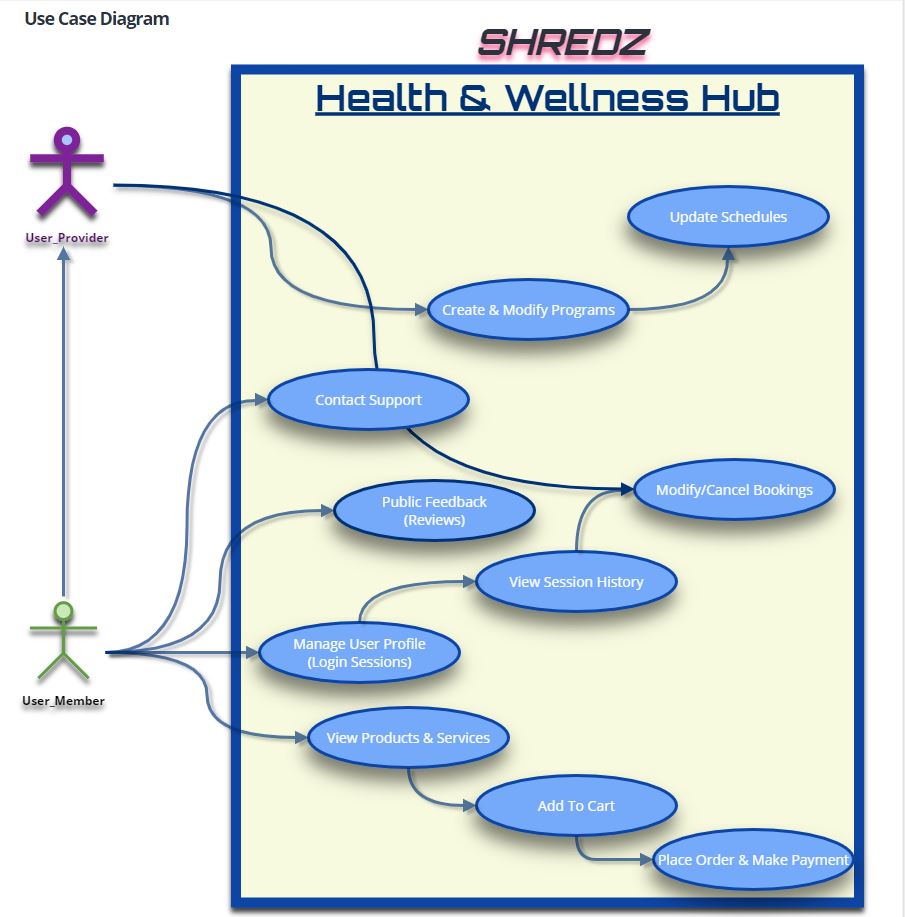 Use Case Diagram
SHREDZ
Health & Wellness Hub
User_Provider
Update Schedules
Create & Modify Programs
Contact Support
Modify/Cancel Bookings
Public Feedback
(Reviews)
View Session History
Manage User Profile
(Login Sessions)
User_Member
View Products & Services
Add To Cart
Place Order & Make Payment